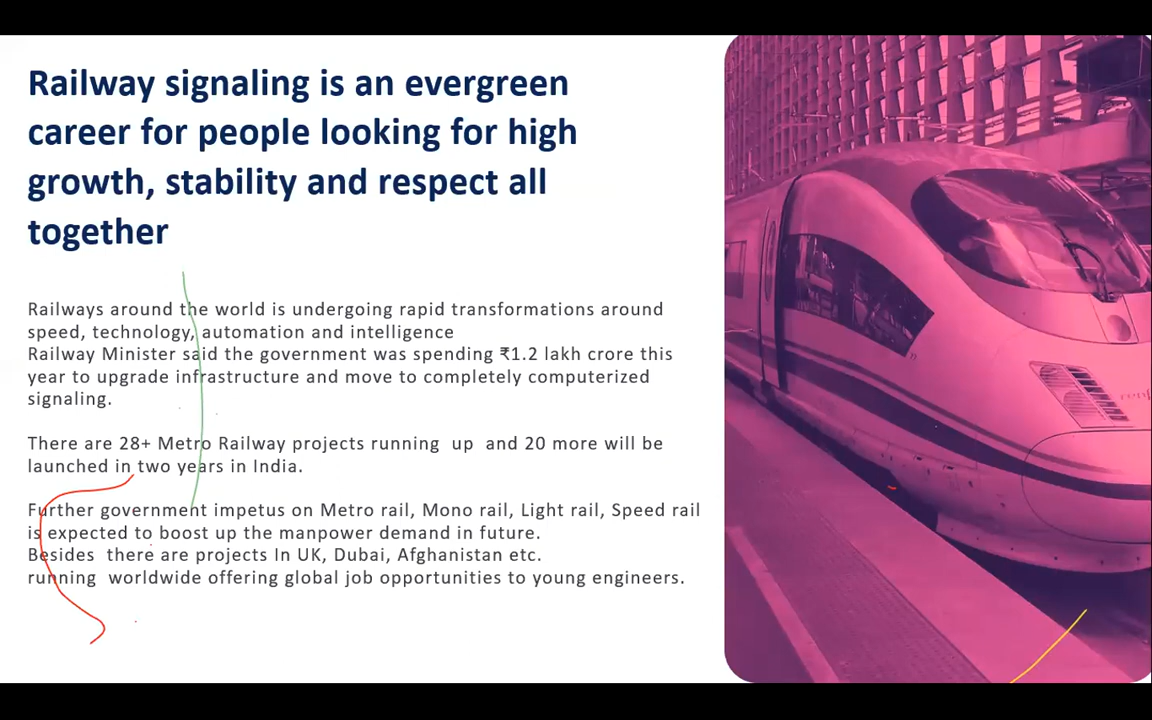 Railway signaling is an evergreen
career for people looking for high
growth, stability and respect all
together
Railways around the world is undergoing rapid transformations around
speed, technology, automation and intelligence
Railway Minister said the government was spending ₹1.2 lakh crore this
year to upgrade infrastructure and move to completely computerized
signaling.
There are 28+ Metro Railway projects running  up  and 20 more will be
launched in two years in India.
Further government impetus on Metro rail, Mono rail, Light rail, Speed rail
is expected to boost up the manpower demand in future.
Besides  there are projects In UK, Dubai, Afghanistan etc.
running  worldwide offering global job opportunities to young engineers.